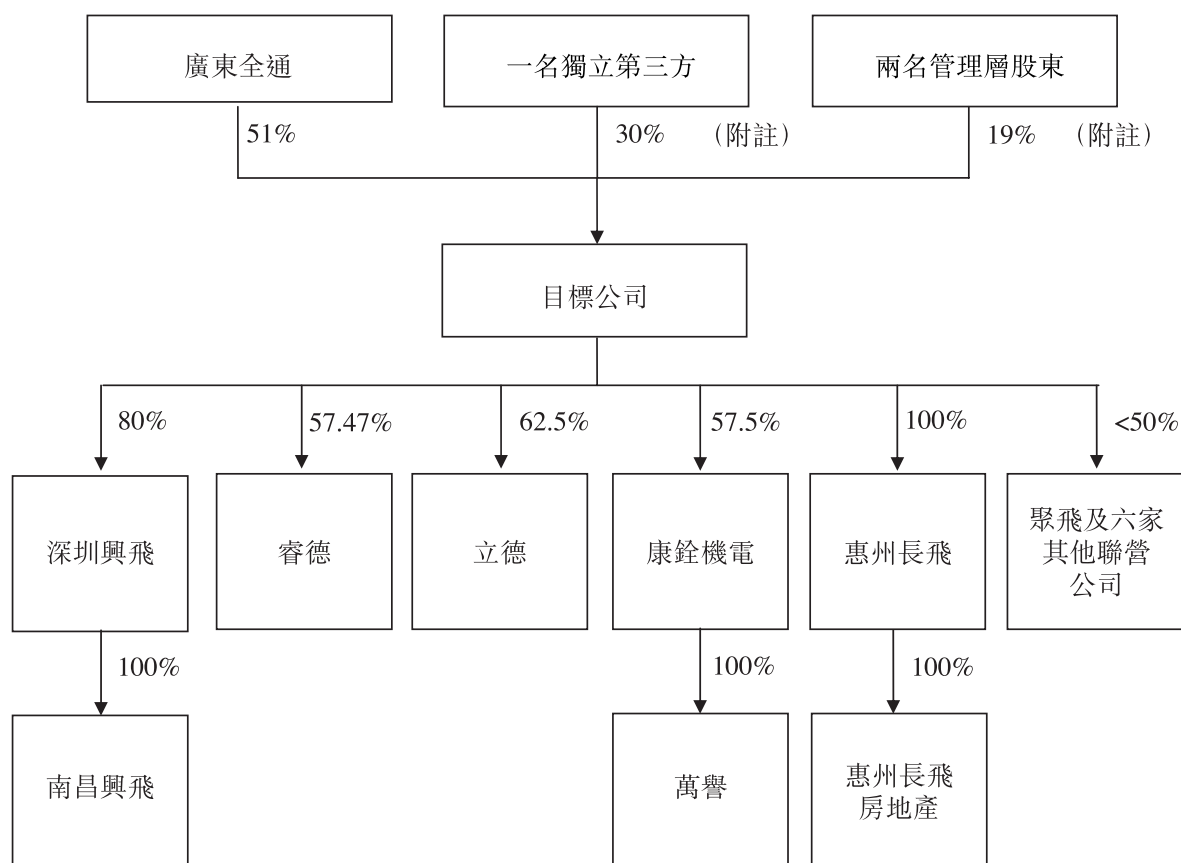 廣東全通
一名獨立第三方
兩名管理層股東
51%
30% (附註)
19% (附註)
目標公司
80%
57.47%
62.5%
57.5%
100%
<50%
深圳興飛
睿德
立德
康銓機電
惠州長飛
聚飛及六家
其他聯營
公司
100%
100%
100%
南昌興飛
萬譽
惠州長飛
房地產